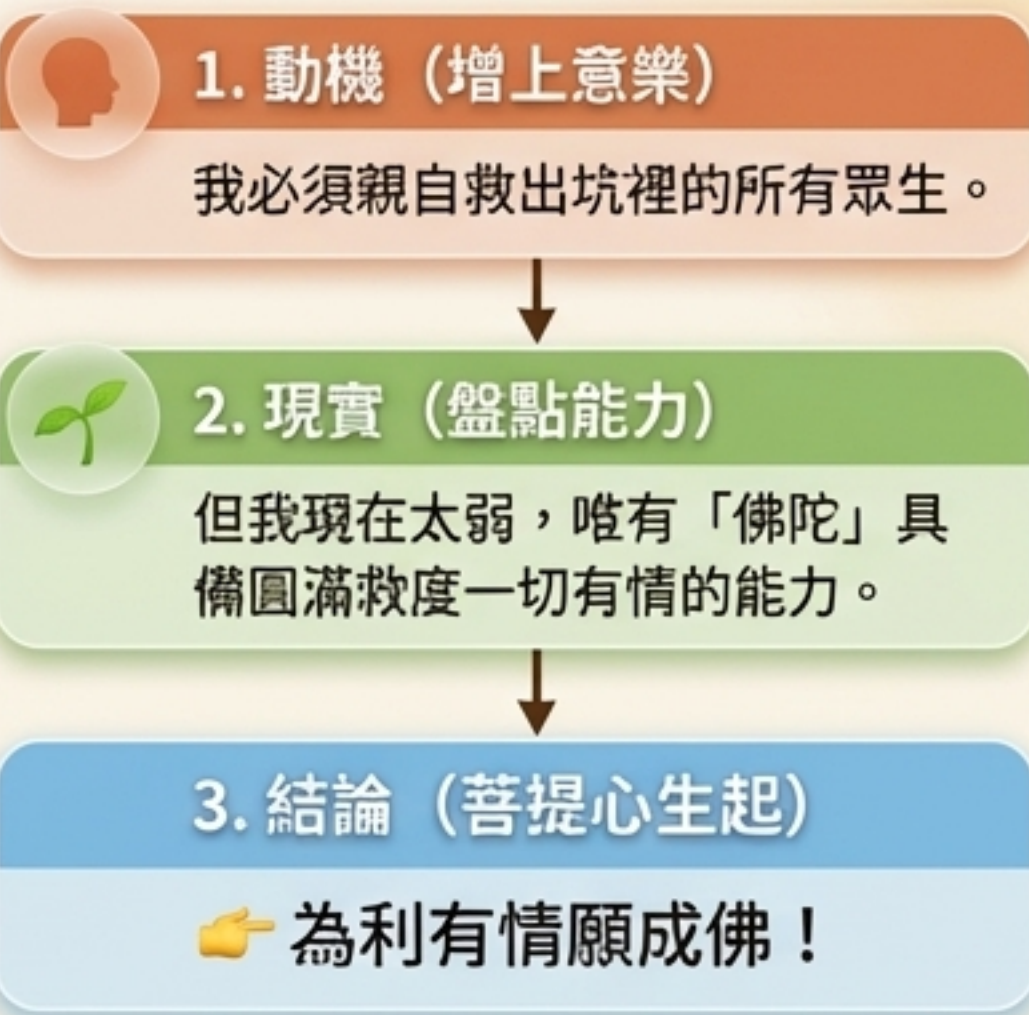 1. 動機（增上意樂）
我必須親自救出坑裡的所有眾生。
2. 現實（盤點能力）
但我現在太弱，唯有「佛陀」具
備圓滿救度一切有情的能力。
3. 結論（菩提心生起）
👉 為利有情願成佛！